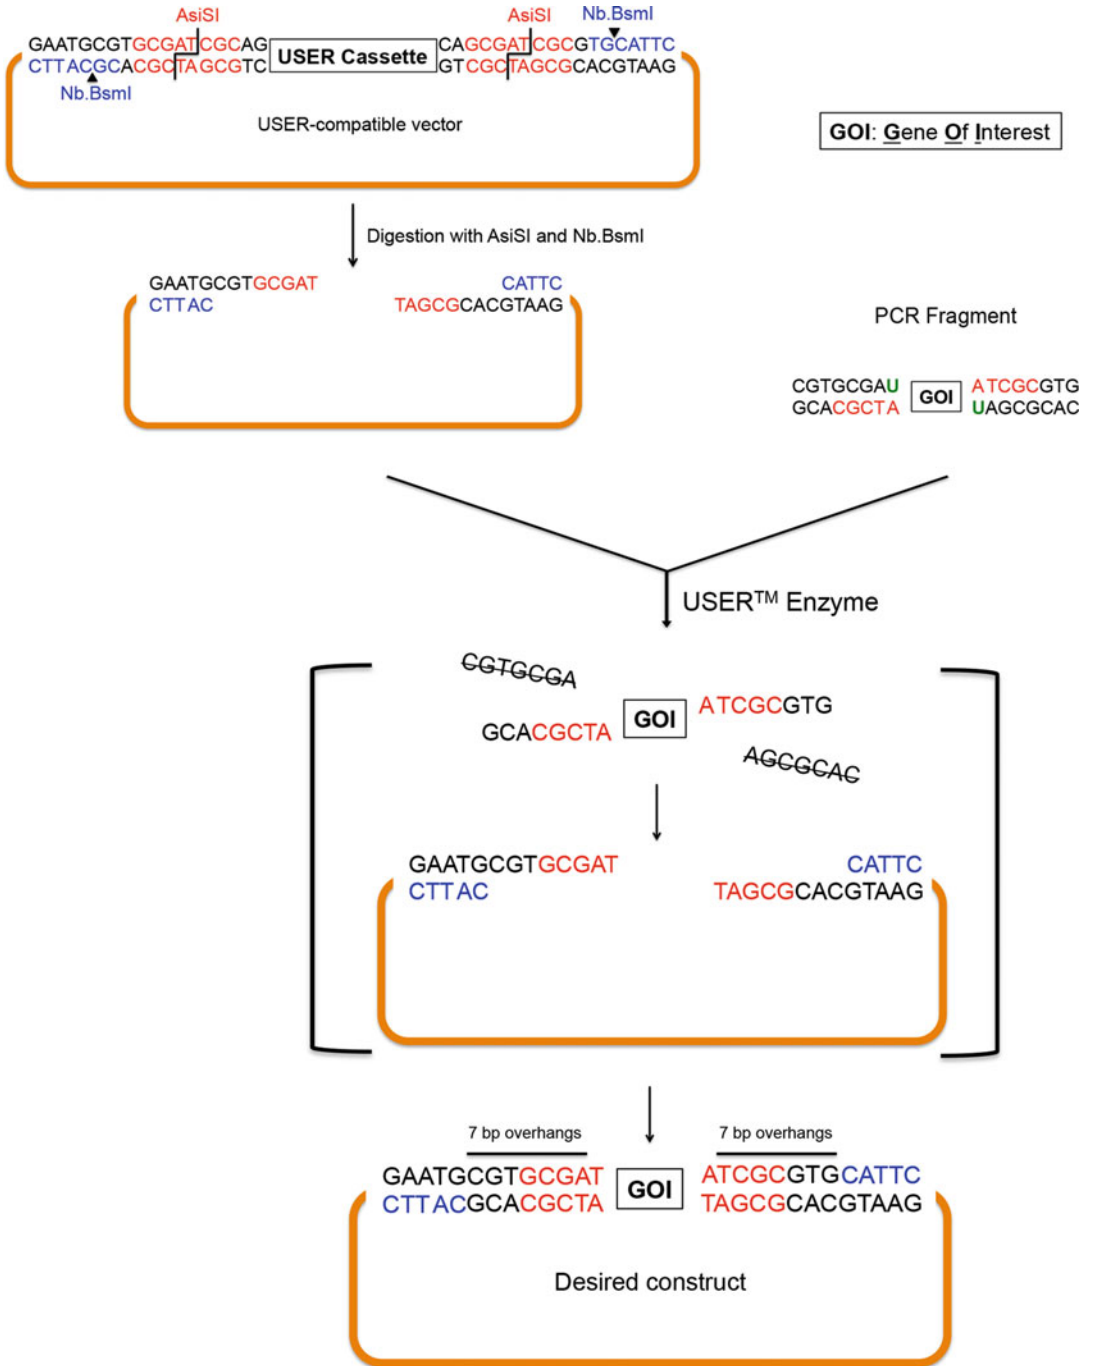 AsiSI AsiSI Nb.BsmI
GAATGCGTGCGATCGCAG USER Cassette CAGCGATCGCGTGCATTC
CTTACGCACGCTAGCGTC GTCGCTAGCGCACGTAAG
Nb.BsmI
USER-compatible vector
GOI: Gene Of Interest
Digestion with AsiSI and Nb.BsmI
GAATGCGTGCGAT CATTC
CTTAC TAGCGCACGTAAG
PCR Fragment
CGTGCGAU GOI ATCGCGTG
GCACGCTA UAGCGCAC
USER™ Enzyme
CGTGCGA
GCACGCTA GOI ATCGCGTG
AGCGCAC
GAATGCGTGCGAT CATTC
CTTAC TAGCGCACGTAAG
7 bp overhangs 7 bp overhangs
GAATGCGTGCGAT GOI ATCGCGTGCATTC
CTTACGCACGCTA TAGCGCACGTAAG
Desired construct